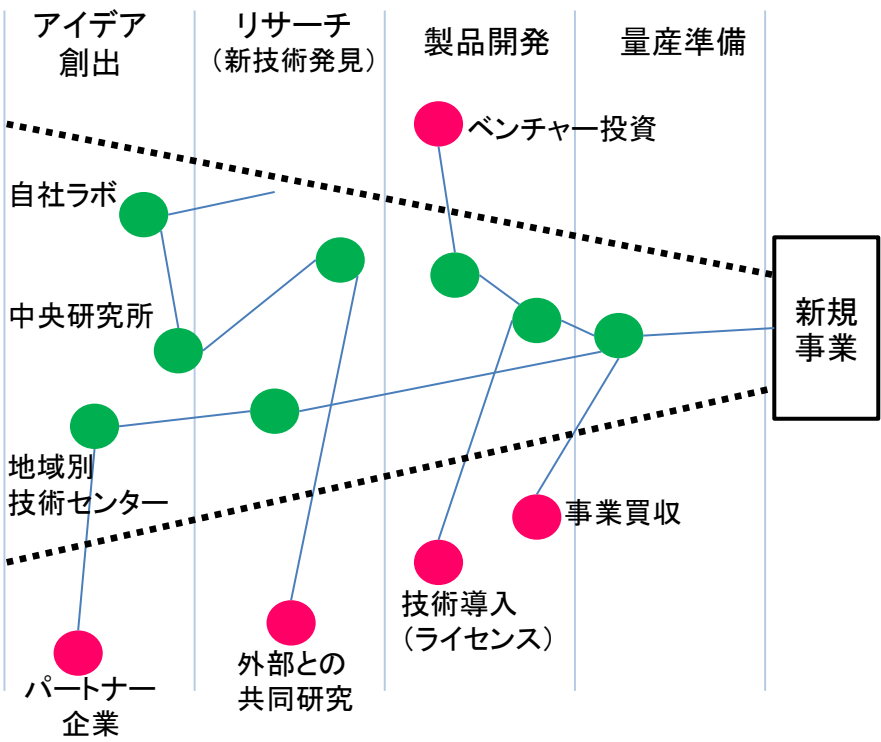 アイデア
創出
リサーチ
（新技術発見）
製品開発
量産準備
ベンチャー投資
自社ラボ
中央研究所
新規
事業
地域別
技術センター
事業買収
技術導入
（ライセンス）
パートナー
企業
外部との
共同研究